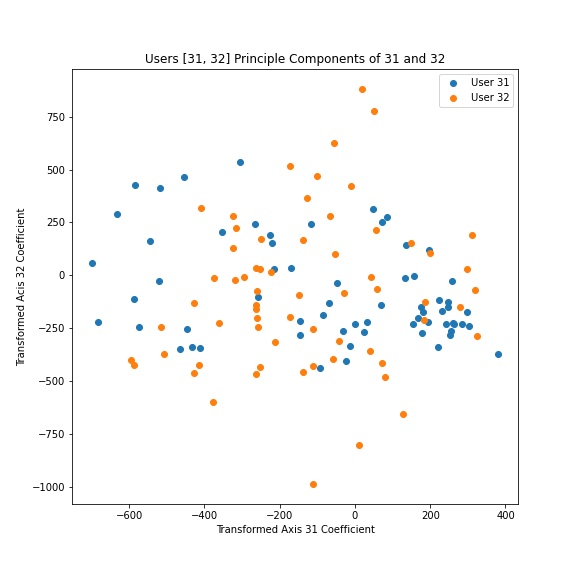 Users [31, 32] Principle Components of 31 and 32
User 31
User 32
Transformed Acis 32 Coefficient
750
500
250
0
−250
−500
−750
−1000
−600
−400
−200
0
200
400
Transformed Axis 31 Coefficient